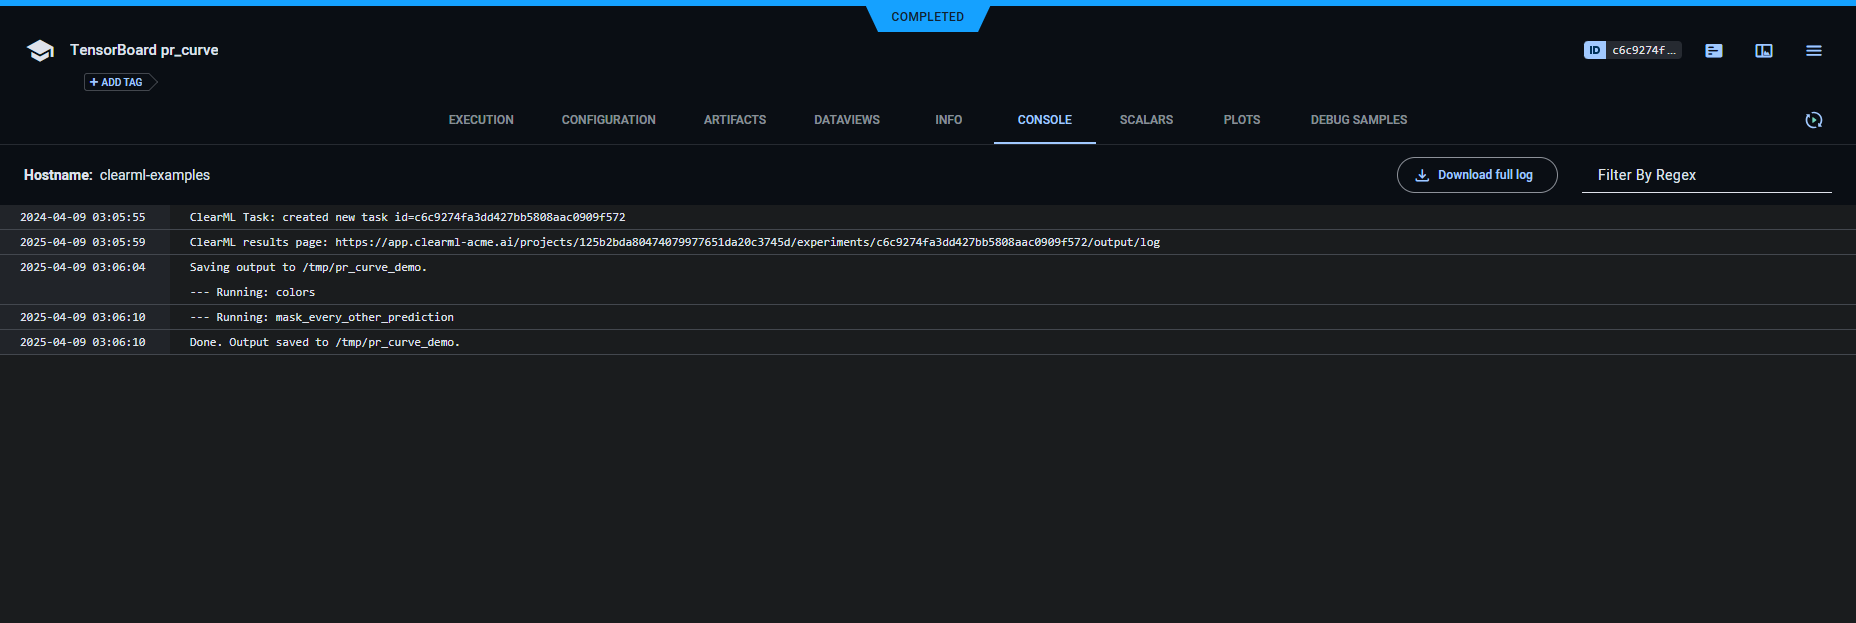 COMPLETED
TensorBoard pr_curve
ID c6c9274f...
+ ADD TAG
EXECUTION CONFIGURATION ARTIFACTS DATAVIEWS INFO CONSOLE SCALARS PLOTS DEBUG SAMPLES
Hostname: clearml-examples Download full log Filter By Regex
2024-04-09 03:05:55 ClearML Task: created new task id=c6c9274fa3dd427bb5808aac0909f572
2025-04-09 03:05:59 ClearML results page: https://app.clearml-acme.ai/projects/125b2bda80474079977651da20c3745d/experiments/c6c9274fa3dd427bb5808aac0909f572/output/log
2025-04-09 03:06:04 Saving output to /tmp/pr_curve_demo.
--- Running: colors
2025-04-09 03:06:10 --- Running: mask_every_other_prediction
2025-04-09 03:06:10 Done. Output saved to /tmp/pr_curve_demo.